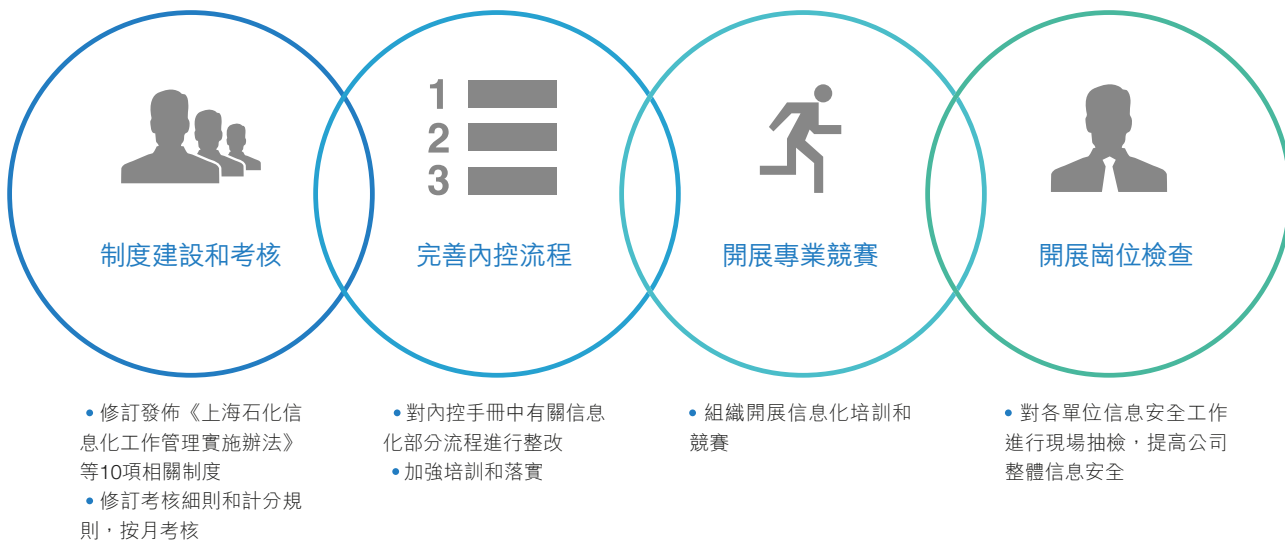 1
2
3
制度建設和考核
完善內控流程
開展專業競賽
開展崗位檢查
•修訂發佈《上海石化信
息化工作管理實施辦法》
等10項相關制度
•修訂考核細則和計分規
則，按月考核
•對內控手冊中有關信息
化部分流程進行整改
•加強培訓和落實
•組織開展信息化培訓和
競賽
•對各單位信息安全工作
進行現場抽檢，提高公司
整體信息安全